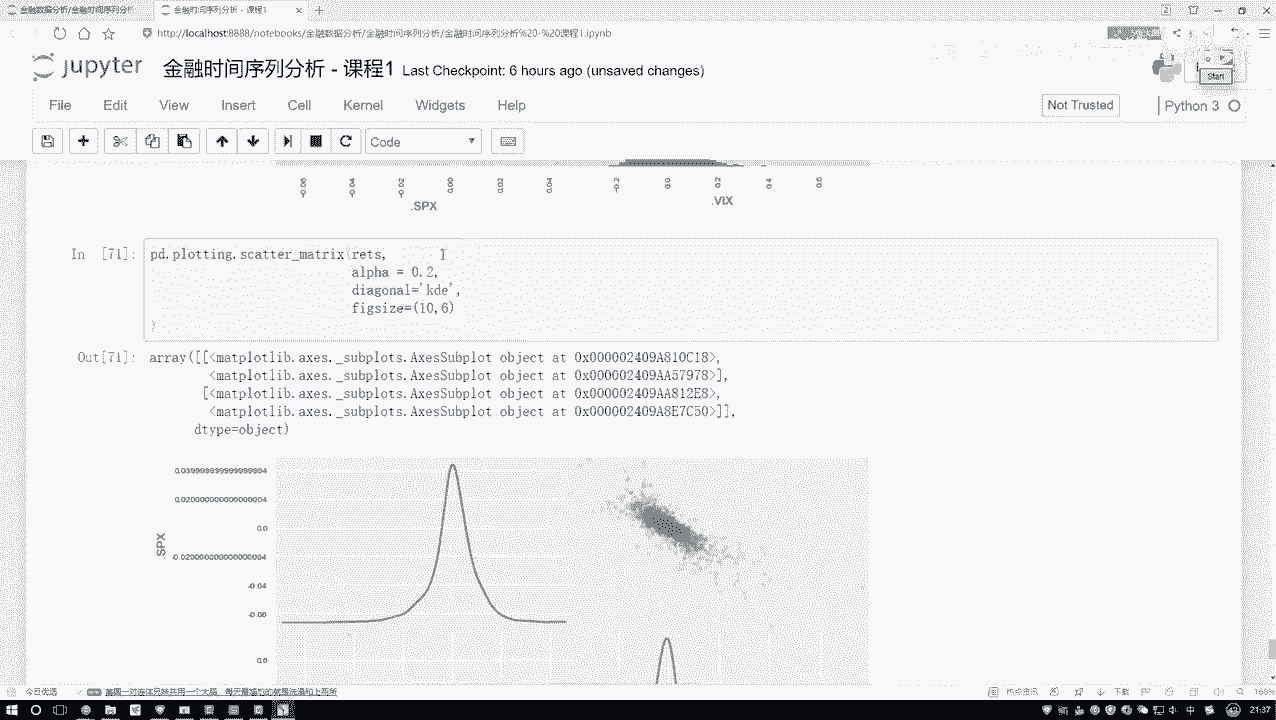 金融数据分析/金融时间序列分析
金融时间序列分析 - 课程1
http://localhost:8888/notebooks/金融数据分析/金融时间序列分析/金融时间序列分析%20-%20课程1.ipynb
jupyter 金融时间序列分析 - 课程1 Last Checkpoint: 6 hours ago (unsaved changes)
Start
File Edit View Insert Cell Kernel Widgets Help
Not Trusted
Python 3
Code
-0.06 -0.04 -0.02 0.00 0.02 0.04
-0.2 0.0 0.2 0.4 0.6
.SPX
.VIX
In [71]: pd.plotting.scatter_matrix(rets,
alpha = 0.2,
diagonal='kde',
figsize=(10,6)
)
Out[71]: array([[<matplotlib.axes._subplots.AxesSubplot object at 0x000002409A810C18>,
<matplotlib.axes._subplots.AxesSubplot object at 0x000002409AA57978>],
[<matplotlib.axes._subplots.AxesSubplot object at 0x000002409AA812E8>,
<matplotlib.axes._subplots.AxesSubplot object at 0x000002409A8E7C50>]],
dtype=object)
0.02000000000000004
0.0
-0.02000000000000004
-0.04
-0.06
.SPX
0.6
今日优选
热点资讯
下载
160%
中
21:37